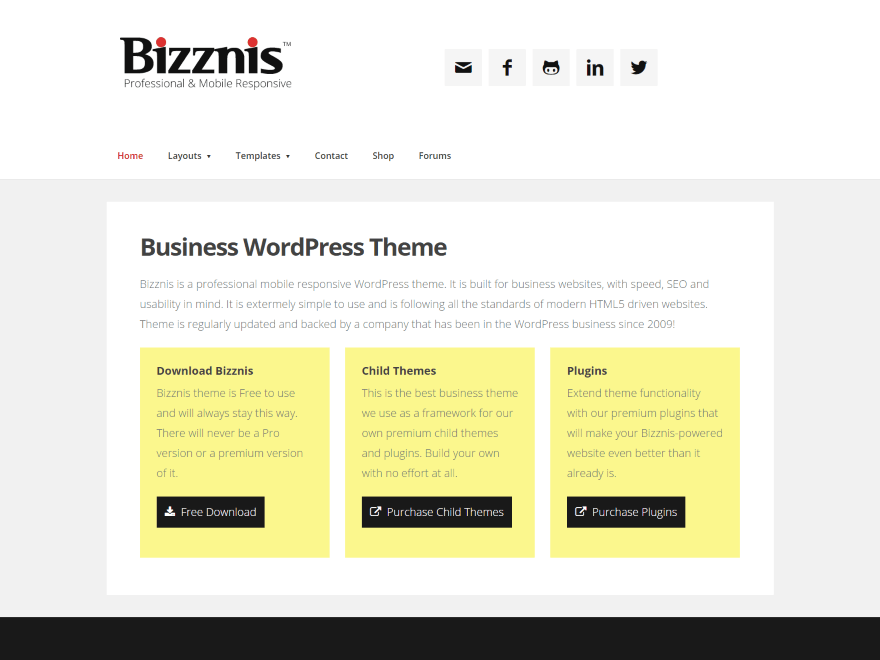 Bizznis™
Professional & Mobile Responsive
Home Layouts Templates Contact Shop Forums
Business WordPress Theme
Bizznis is a professional mobile responsive WordPress theme. It is built for business websites, with speed, SEO and
usability in mind. It is extermely simple to use and is following all the standards of modern HTML5 driven websites.
Theme is regularly updated and backed by a company that has been in the WordPress business since 2009!
Download Bizznis
Bizznis theme is Free to use
and will always stay this way.
There will never be a Pro
version or a premium version
of it.
Free Download
Child Themes
This is the best business theme
we use as a framework for our
own premium child themes
and plugins. Build your own
with no effort at all.
Purchase Child Themes
Plugins
Extend theme functionality
with our premium plugins that
will make your Bizznis-powered
website even better than it
already is.
Purchase Plugins